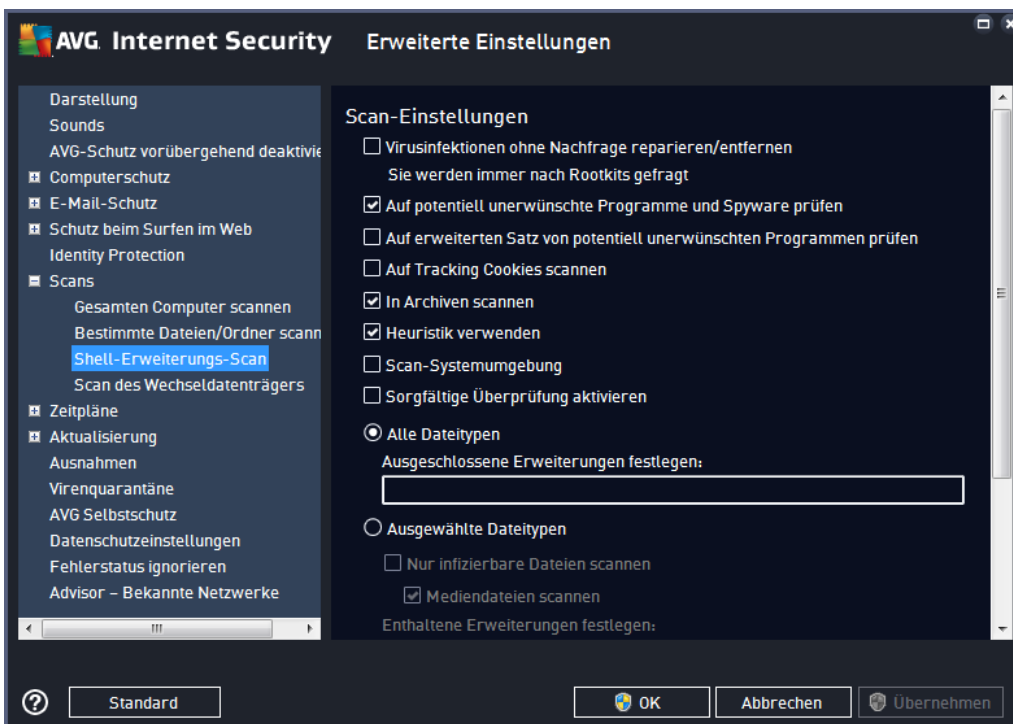 AVG Internet Security Erweiterte Einstellungen
Darstellung
Sounds
AVG-Schutz vorübergehend deaktivie
Computerschutz
E-Mail-Schutz
Schutz beim Surfen im Web
Identity Protection
Scans
Gesamten Computer scannen
Bestimmte Dateien/Ordner scann
Shell-Erweiterungs-Scan
Scan des Wechseldatenträgers
Zeitpläne
Aktualisierung
Ausnahmen
Virenquarantäne
AVG Selbstschutz
Datenschutzeinstellungen
Fehlerstatus ignorieren
Advisor – Bekannte Netzwerke
Scan-Einstellungen
Virusinfektionen ohne Nachfrage reparieren/entfernen
Sie werden immer nach Rootkits gefragt
Auf potentiell unerwünschte Programme und Spyware prüfen
Auf erweiterten Satz von potentiell unerwünschten Programmen prüfen
Auf Tracking Cookies scannen
In Archiven scannen
Heuristik verwenden
Scan-Systemumgebung
Sorgfältige Überprüfung aktivieren
Alle Dateitypen
Ausgeschlossene Erweiterungen festlegen:
Ausgewählte Dateitypen
Nur infizierbare Dateien scannen
Mediendateien scannen
Enthaltene Erweiterungen festlegen:
Standard
OK
Abbrechen
Übernehmen